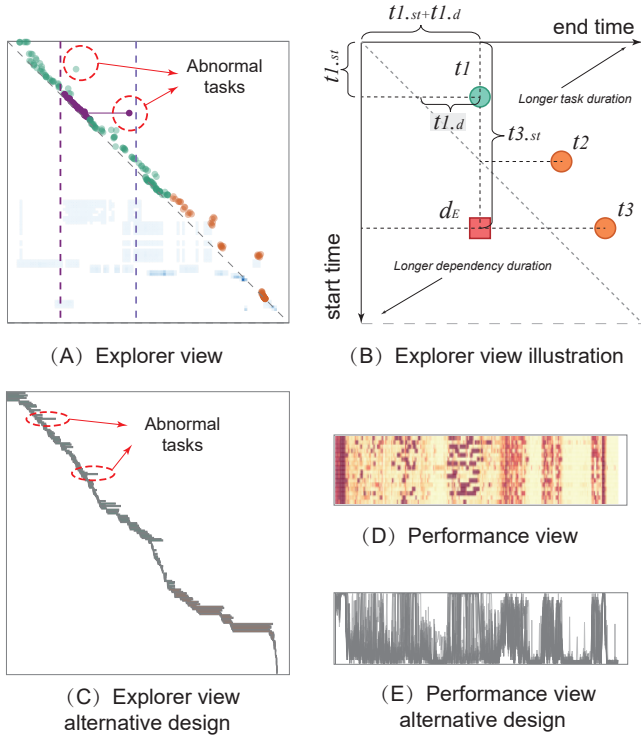 Abnormal
tasks
(A) Explorer view
t1.st+t1.d
end time
t1.st
t1
Longer task duration
t1.d
t3.st
t2
dE
t3
start time
Longer dependency duration
(B) Explorer view illustration
Abnormal
tasks
(C) Explorer view
alternative design
(D) Performance view
(E) Performance view
alternative design